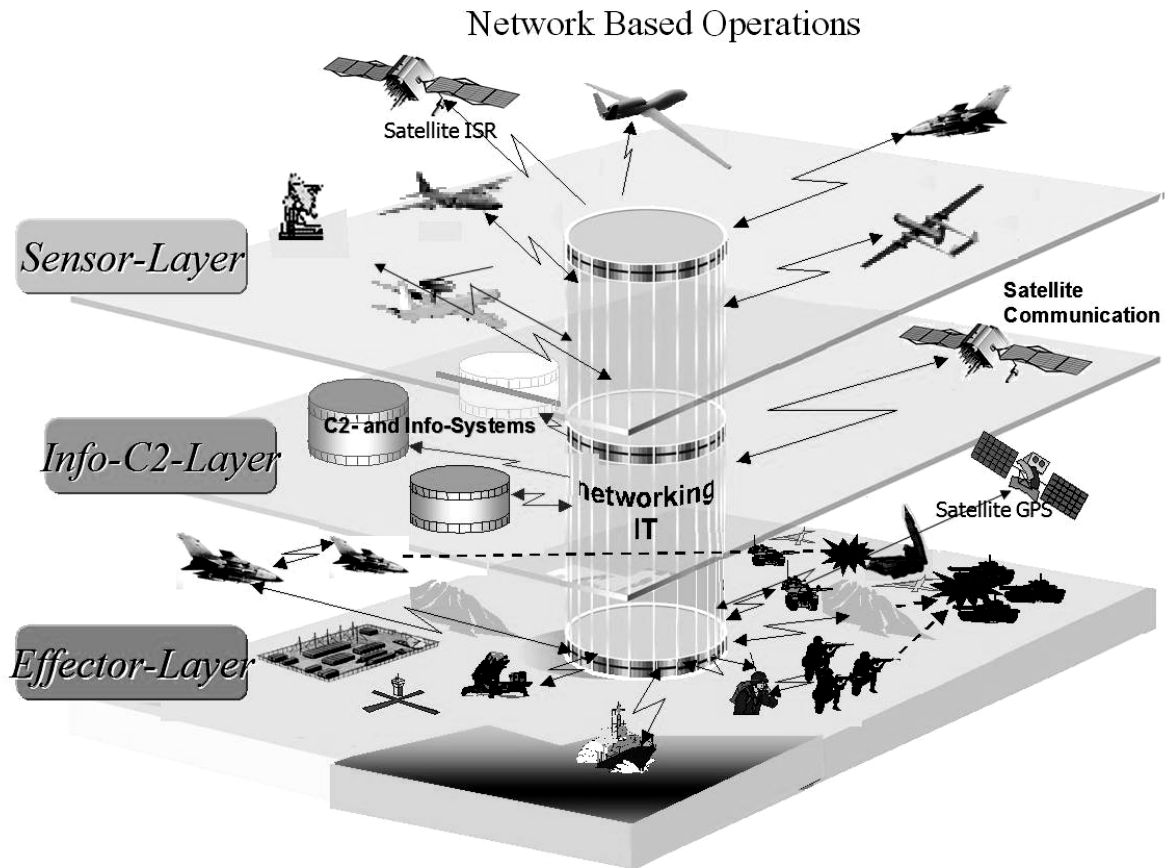 Network Based Operations
Satellite ISR
Sensor-Layer
Satellite
Communication
C2- and Info-Systems
Info-C2-Layer
networking
IT
Satellite GPS
Effector-Layer